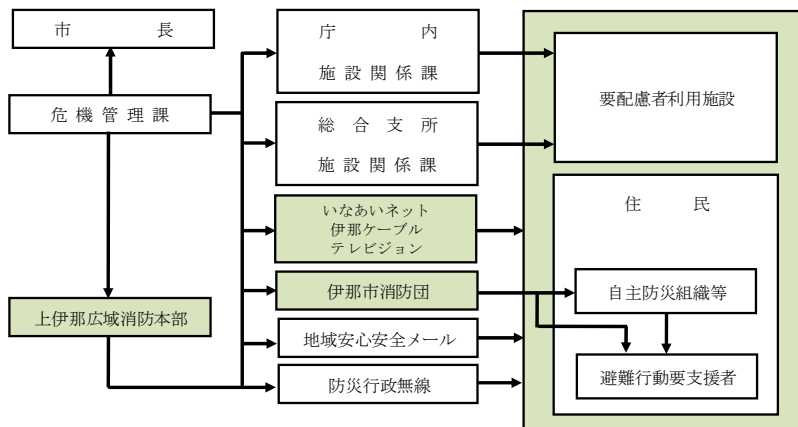 市長
危機管理課
上伊那広域消防本部
庁内
施設関係課
総合支所
施設関係課
いなあいネット
伊那ケーブル
テレビジョン
伊那市消防団
地域安心安全メール
防災行政無線
要配慮者利用施設
住民
自主防災組織等
避難行動要支援者